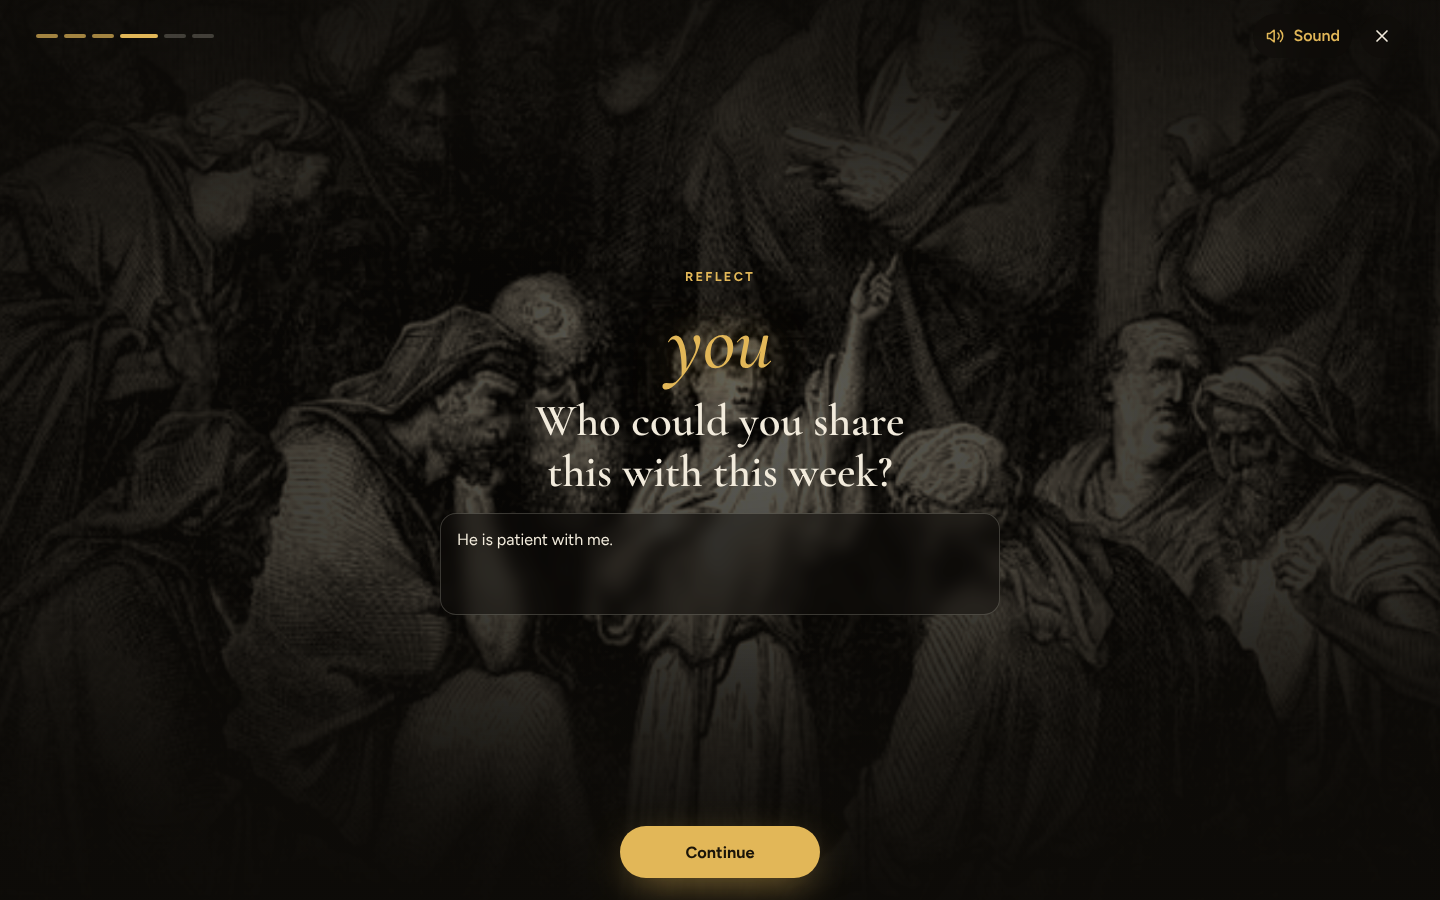 Sound
REFLECT
you
Who could you share
this with this week?
He is patient with me.
Continue